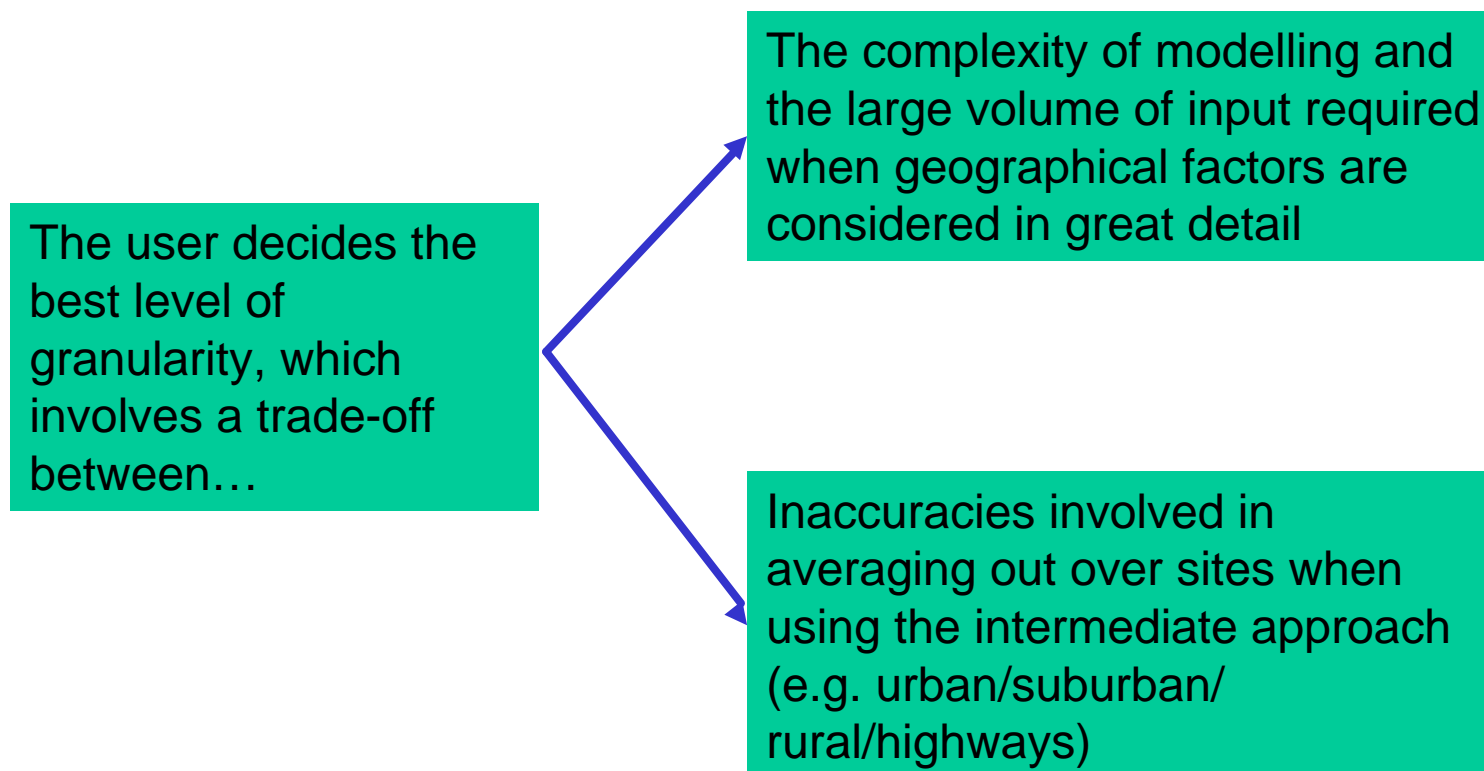 The user decides the
best level of
granularity, which
involves a trade-off
between…
The complexity of modelling and
the large volume of input required
when geographical factors are
considered in great detail
Inaccuracies involved in
averaging out over sites when
using the intermediate approach
(e.g. urban/suburban/
rural/highways)